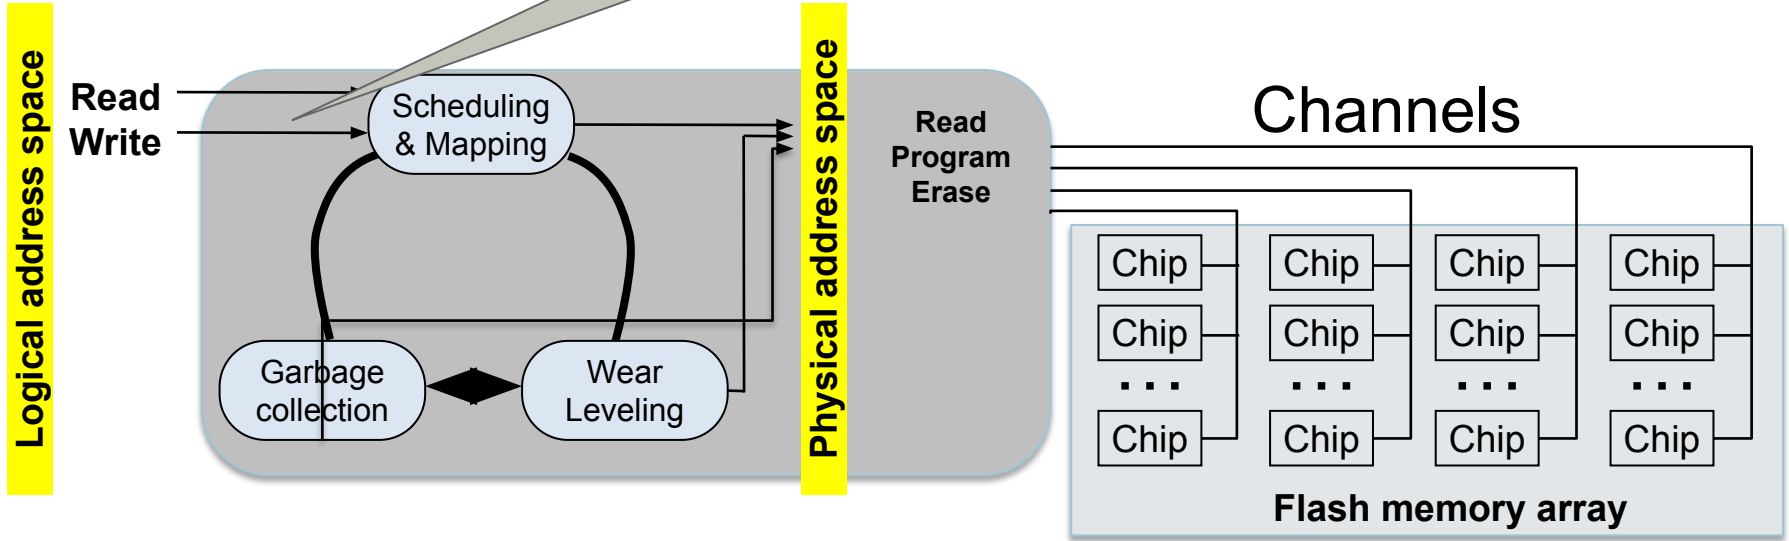 Logical address space
Read
Write
Scheduling
& Mapping
Garbage
collection
Wear
Leveling
Physical address space
Read
Program
Erase
Channels
Chip Chip Chip Chip
Chip Chip Chip Chip
... ... ... ...
Chip Chip Chip Chip
Flash memory array